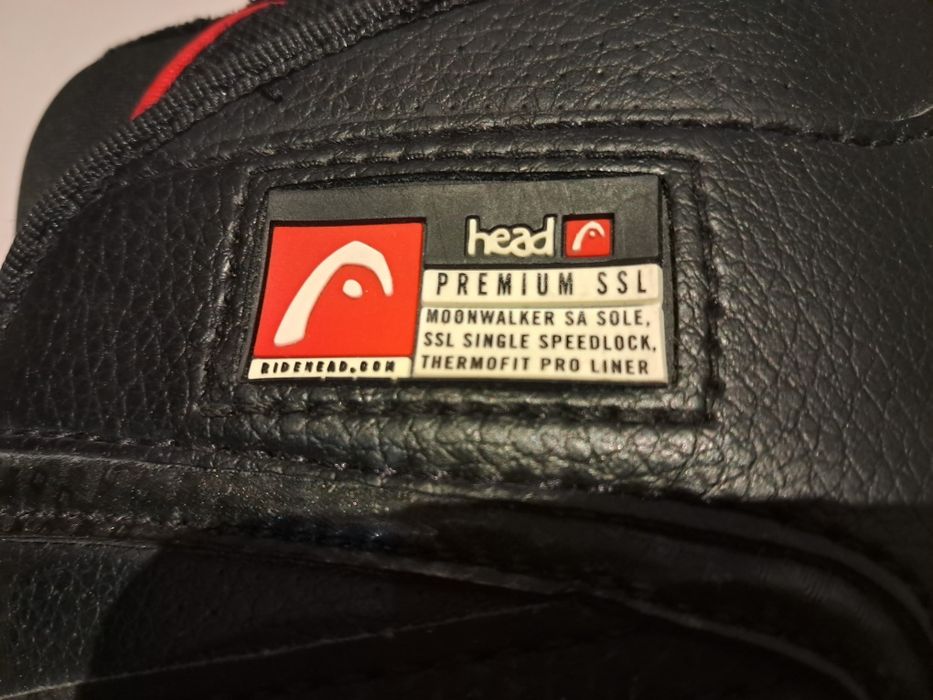 head
PREMIUM SSL
MOONWALKER SA SOLE,
SSL SINGLE SPEEDLOCK,
THERMOFIT PRO LINER
RIDEHEAD.COM